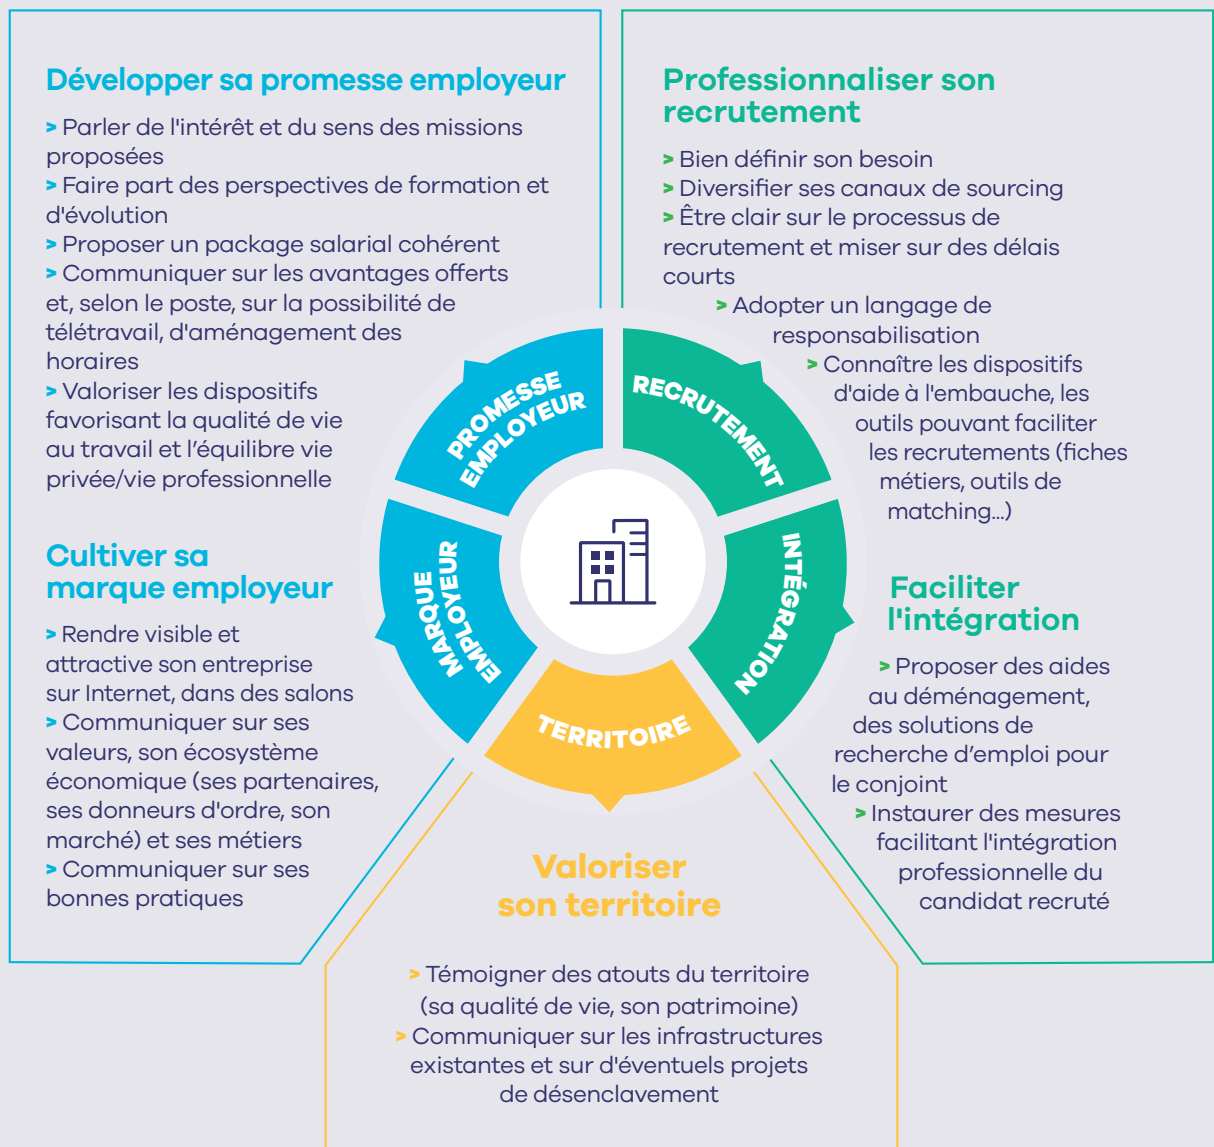 Développer sa promesse employeur
> Parler de l'intérêt et du sens des missions
proposées
> Faire part des perspectives de formation et
d'évolution
> Proposer un package salarial cohérent
> Communiquer sur les avantages offerts
et, selon le poste, sur la possibilité de
télétravail, d'aménagement des
horaires
> Valoriser les dispositifs
favorisant la qualité de vie
au travail et l’équilibre vie
privée/vie professionnelle
Cultiver sa
marque employeur
> Rendre visible et
attractive son entreprise
sur Internet, dans des salons
> Communiquer sur ses
valeurs, son écosystème
économique (ses partenaires,
ses donneurs d'ordre, son
marché) et ses métiers
> Communiquer sur ses
bonnes pratiques
PROMESSE
EMPLOYEUR
RECRUTEMENT
MARQUE
EMPLOYEUR
INTÉGRATION
TERRITOIRE
Professionnaliser son
recrutement
> Bien définir son besoin
> Diversifier ses canaux de sourcing
> Être clair sur le processus de
recrutement et miser sur des délais
courts
> Adopter un langage de
responsabilisation
> Connaître les dispositifs
d'aide à l'embauche, les
outils pouvant faciliter
les recrutements (fiches
métiers, outils de
matching...)
Faciliter
l'intégration
> Proposer des aides
au déménagement,
des solutions de
recherche d’emploi pour
le conjoint
> Instaurer des mesures
facilitant l'intégration
professionnelle du
candidat recruté
Valoriser
son territoire
> Témoigner des atouts du territoire
(sa qualité de vie, son patrimoine)
> Communiquer sur les infrastructures
existantes et sur d'éventuels projets
de désenclavement